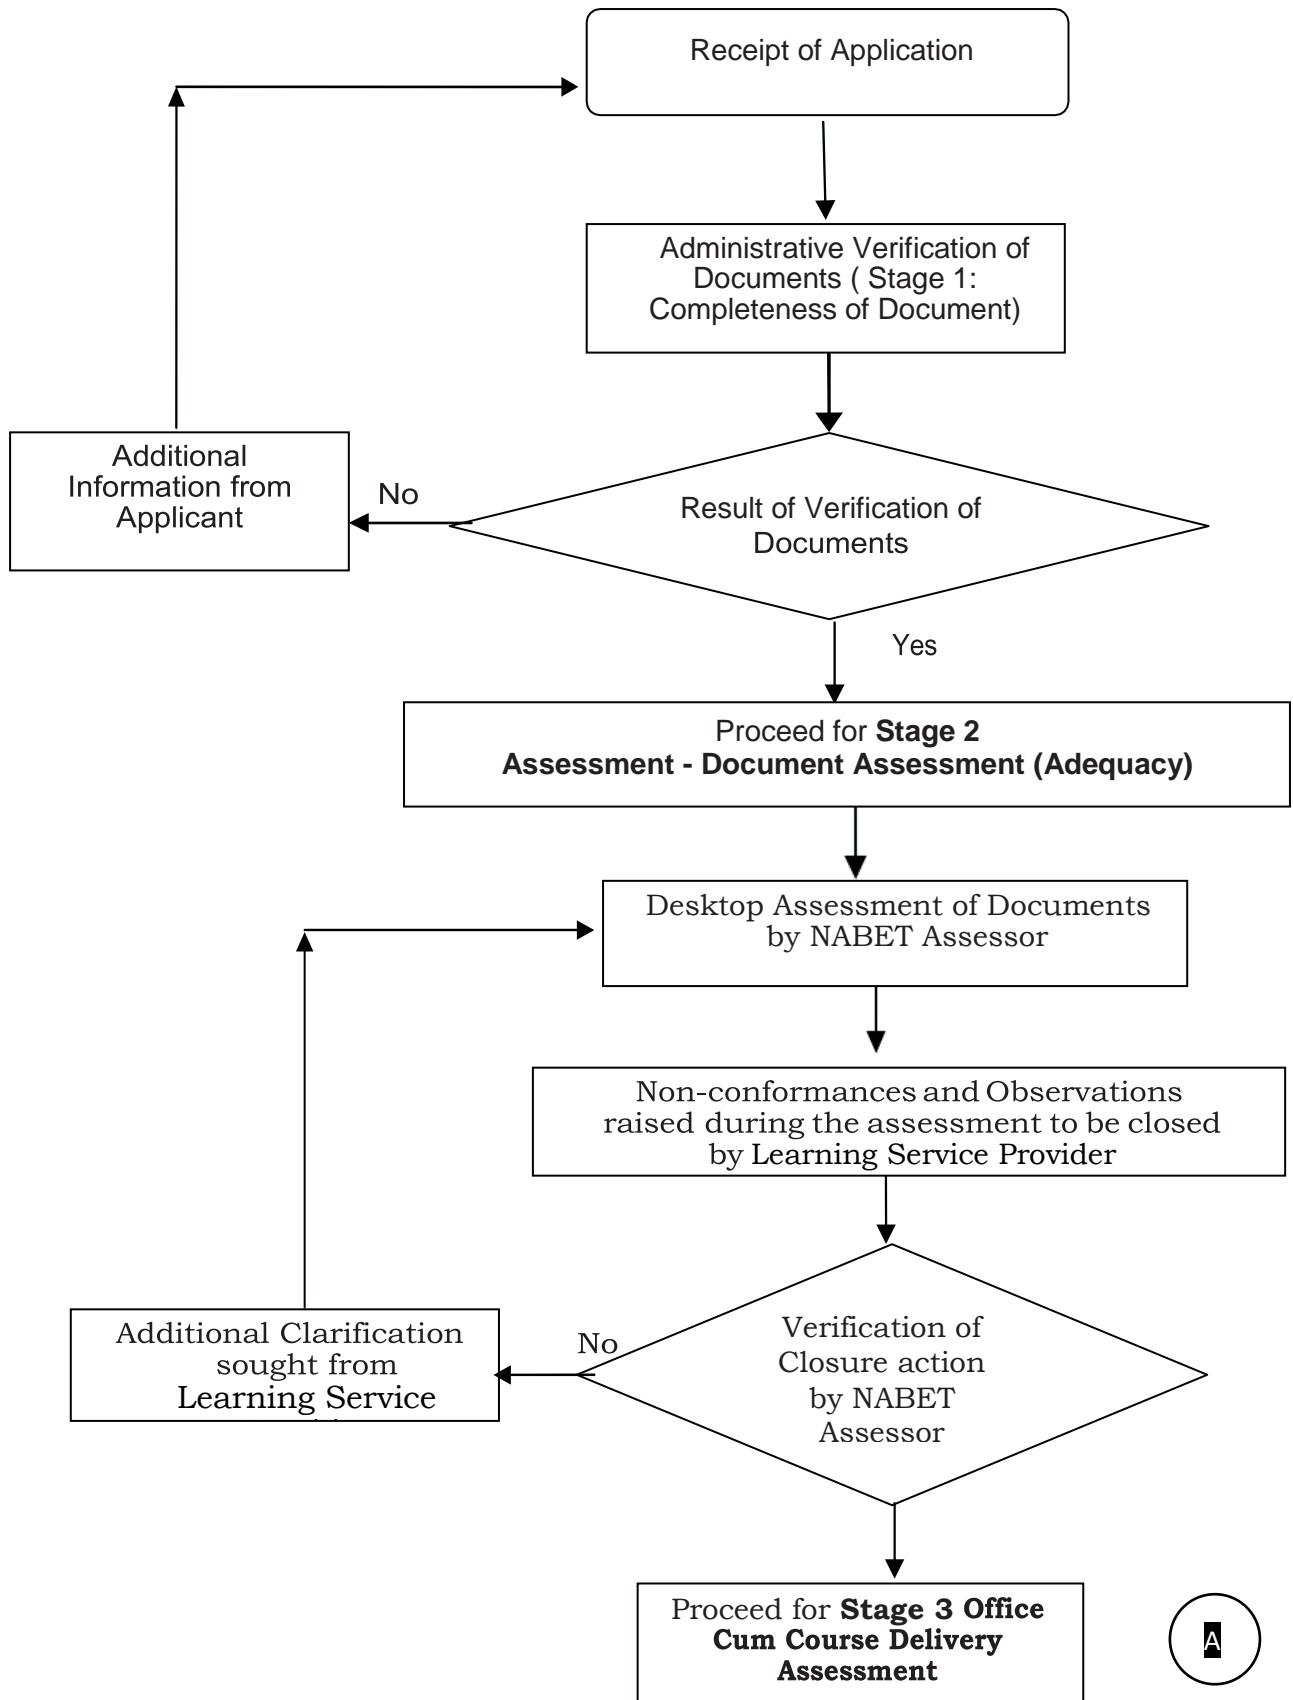 Receipt of Application
Administrative Verification of
Documents ( Stage 1:
Completeness of Document)
Additional
Information from
Applicant
No
Result of Verification of
Documents
Yes
Proceed for Stage 2
Assessment - Document Assessment (Adequacy)
Desktop Assessment of Documents
by NABET Assessor
Non-conformances and Observations
raised during the assessment to be closed
by Learning Service Provider
Additional Clarification
sought from
Learning Service
No
Verification of
Closure action
by NABET
Assessor
Proceed for Stage 3 Office
Cum Course Delivery
Assessment
A